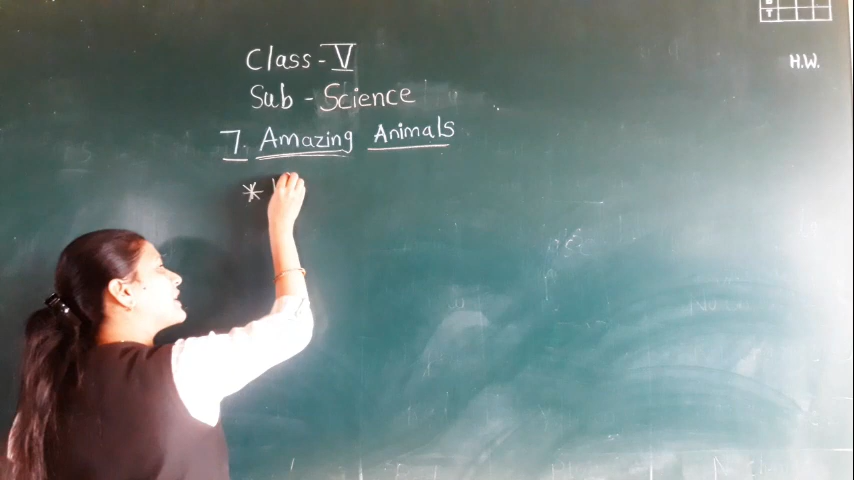 Class - V
Sub - Science
7. Amazing Animals
*
H.W.